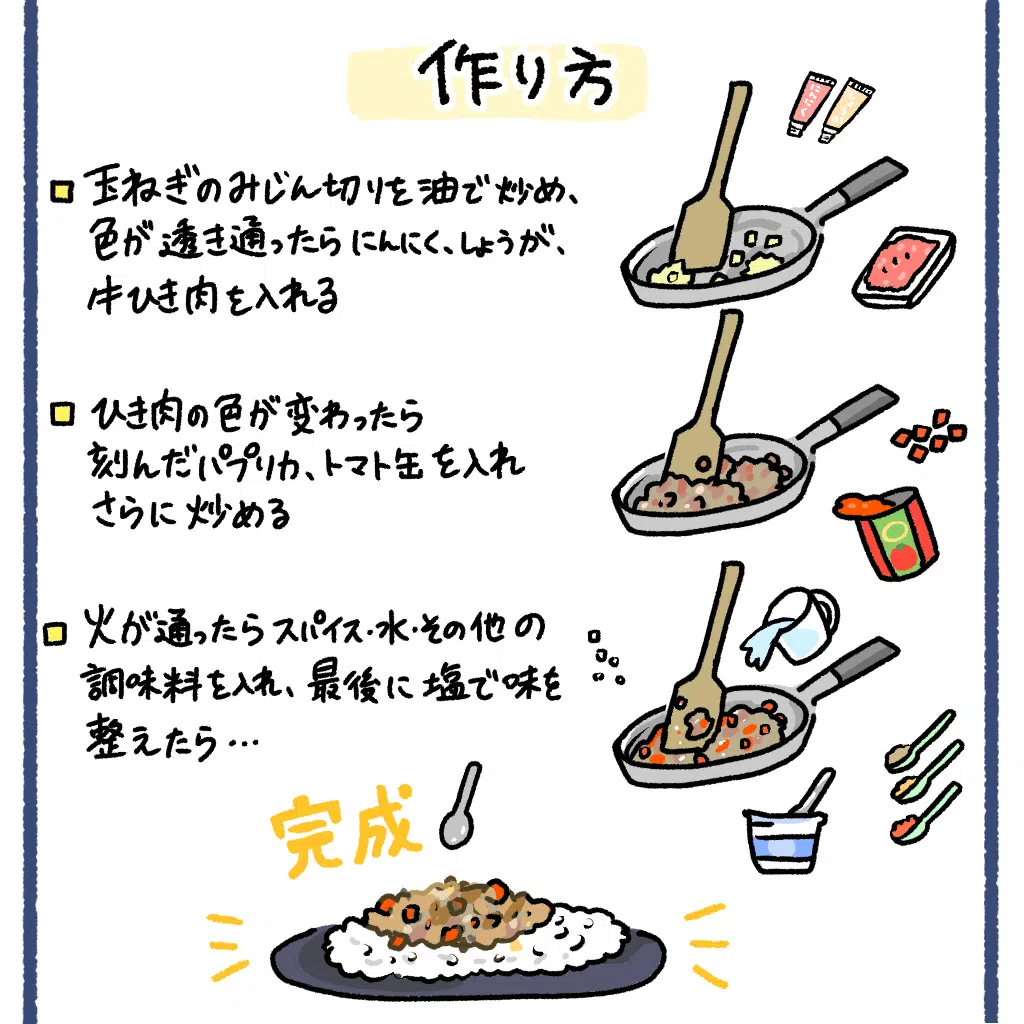 作り方
玉ねぎのみじん切りを油で炒め、
色が透き通ったらにんにく、しょうが、
牛ひき肉を入れる
ひき肉の色が変わったら
刻んだパプリカ、トマト缶を入れ
さらに炒める
火が通ったらスパイス・水・その他の
調味料を入れ、最後に塩で味を
整えたら…
完成